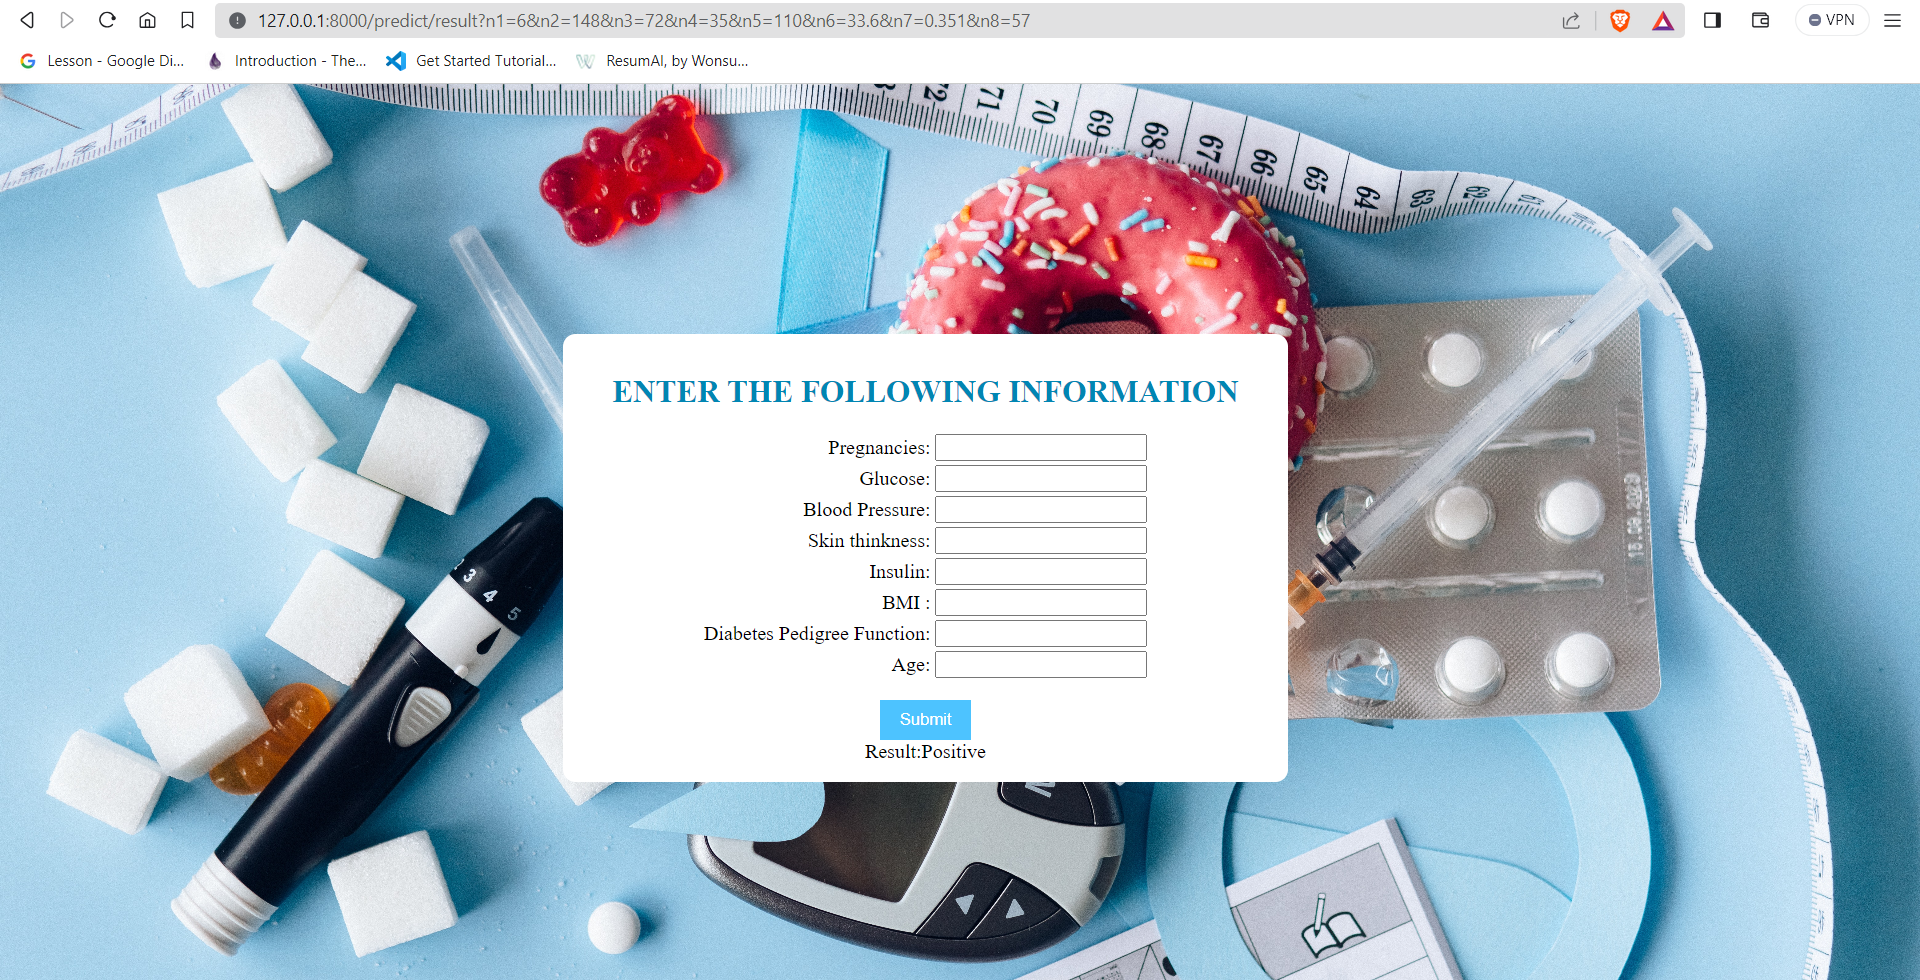 127.0.0.1:8000/predict/result?n1=6&n2=148&n3=72&n4=35&n5=110&n6=33.6&n7=0.351&n8=57
VPN
Lesson - Google Di...
Introduction - The...
Get Started Tutorial...
ResumAI, by Wonsu...
72 71 70 69 68 67 66 65 64 63 62 61
ENTER THE FOLLOWING INFORMATION
Pregnancies:
Glucose:
Blood Pressure:
Skin thinkness:
Insulin:
BMI :
Diabetes Pedigree Function:
Age:
Submit
Result:Positive
3 4 5